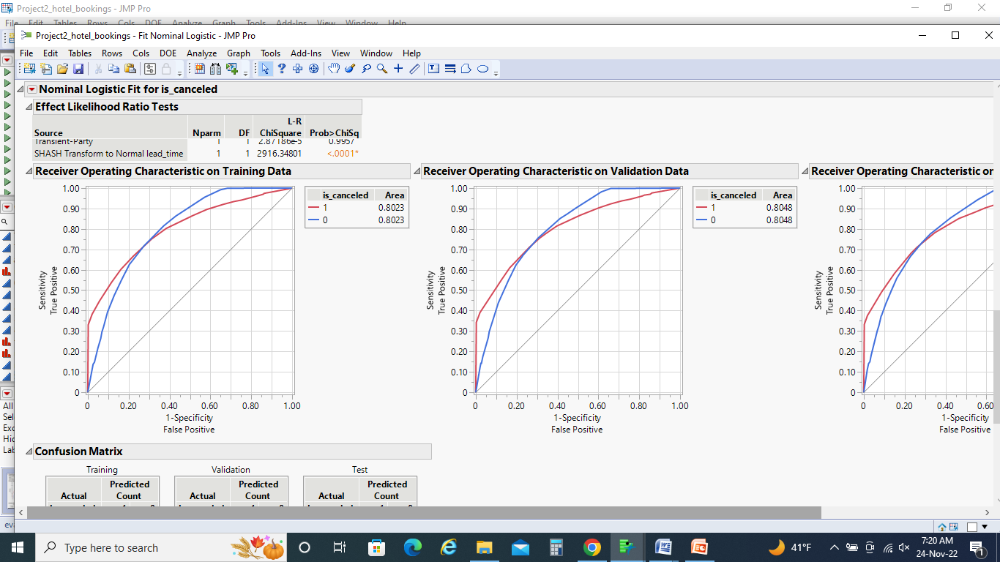 Project2_hotel_bookings - JMP Pro
File Edit Tables Rows Cols DOE Analyze Graph Tools Add-Ins View Window Help
Project2_hotel_bookings - Fit Nominal Logistic - JMP Pro
File Edit Tables Rows Cols DOE Analyze Graph Tools Add-Ins View Window Help
Nominal Logistic Fit for is_canceled
Effect Likelihood Ratio Tests
L-R
Source Nparm DF ChiSquare Prob>ChiSq
Transient-Party 1 1 2.87186e-5 0.9957
SHASH Transform to Normal lead_time 1 1 2916.34801 <.0001*
Receiver Operating Characteristic on Training Data
is_canceled Area
1 0.8023
0 0.8023
1.00
0.90
0.80
0.70
0.60
0.50
0.40
0.30
0.20
0.10
0
Sensitivity
True Positive
0 0.20 0.40 0.60 0.80 1.00
1-Specificity
False Positive
Receiver Operating Characteristic on Validation Data
is_canceled Area
1 0.8048
0 0.8048
1.00
0.90
0.80
0.70
0.60
0.50
0.40
0.30
0.20
0.10
0
Sensitivity
True Positive
0 0.20 0.40 0.60 0.80 1.00
1-Specificity
False Positive
Receiver Operating Characteristic on
1.00
0.90
0.80
0.70
0.60
0.50
0.40
0.30
0.20
0.10
0
Sensitivity
True Positive
0 0.20 0.40 0.60
1-Specificity
False Positive
Confusion Matrix
Training
Predicted
Actual Count
Validation
Predicted
Actual Count
Test
Predicted
Actual Count
All
Sel
Exc
Hid
Lab
eva
Type here to search
41°F
7:20 AM
24-Nov-22
1